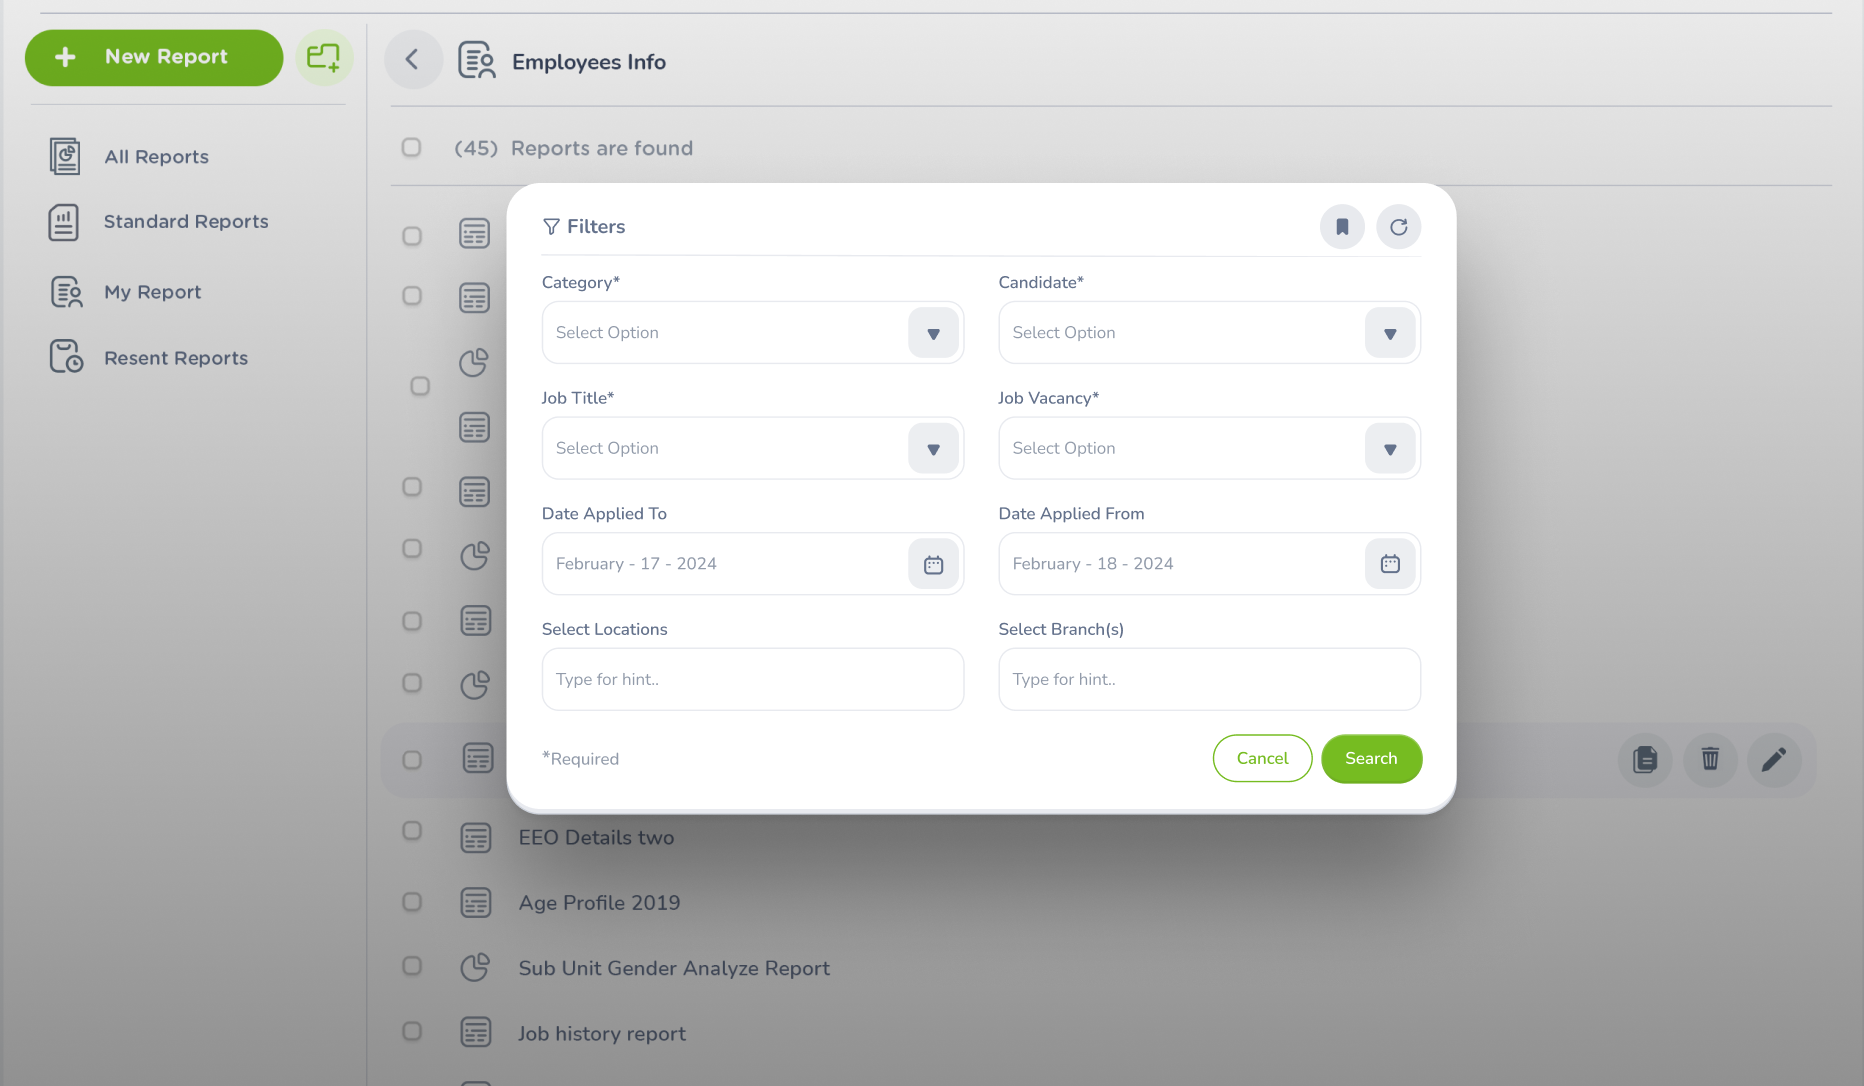 New Report
All Reports
Standard Reports
My Report
Resent Reports
Employees Info
(45) Reports are found
Filters
Category*
Candidate*
Select Option
Select Option
Job Title*
Job Vacancy*
Select Option
Select Option
Date Applied To
Date Applied From
February - 17 - 2024
February - 18 - 2024
Select Locations
Select Branch(s)
Type for hint..
Type for hint..
*Required
Cancel
Search
EEO Details two
Age Profile 2019
Sub Unit Gender Analyze Report
Job history report